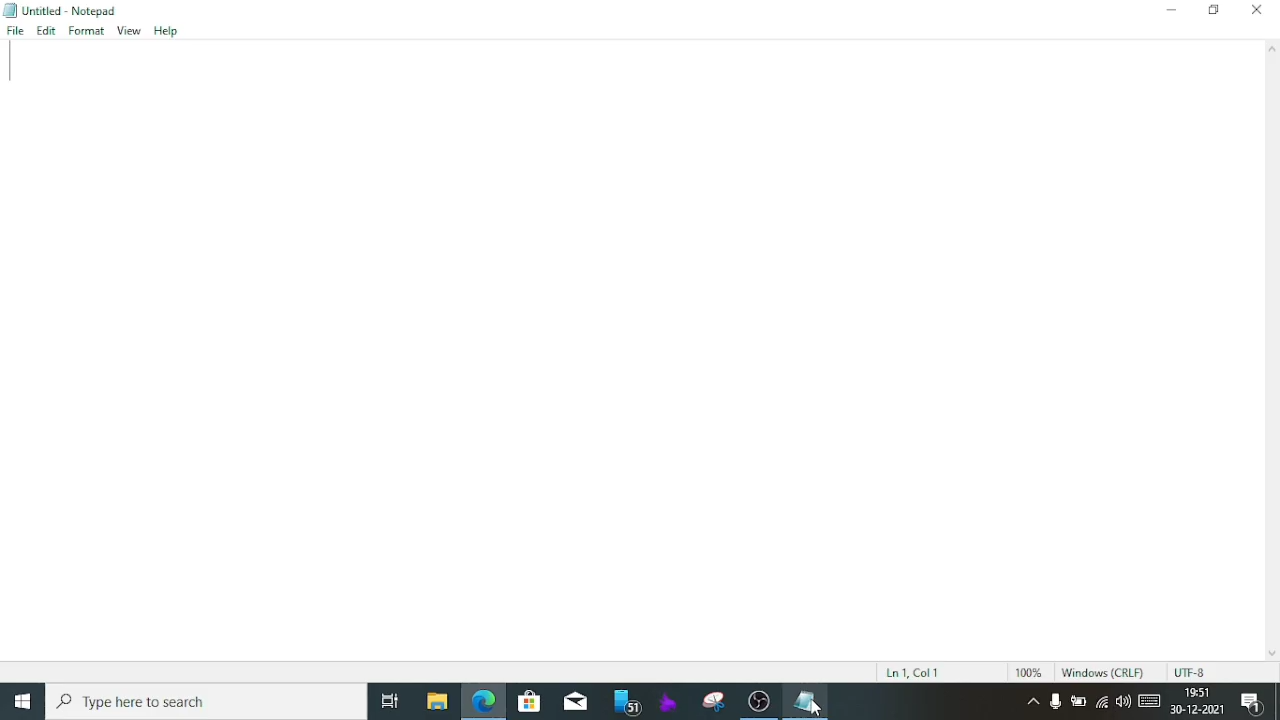 Untitled - Notepad
File Edit Format View Help
Ln 1, Col 1 100% Windows (CRLF) UTF-8
Type here to search 51 19:51
30-12-2021 1